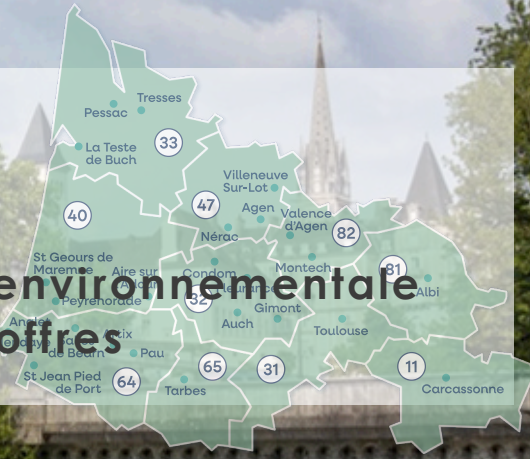 Tresses
Pessac
33
La Teste
de Buch
Villeneuve
Sur-Lot
47
Agen
40
Valence
d'Agen
82
Nérac
St Geours de
Maremne
Aire sur
Condom
Montech
81
Albi
environnementale
32
Peyrehorade
Gimont
Auch
Toulouse
offres
de Béarn
Pau
65
31
11
St Jean Pied
de Port
64
Tarbes
Carcassonne